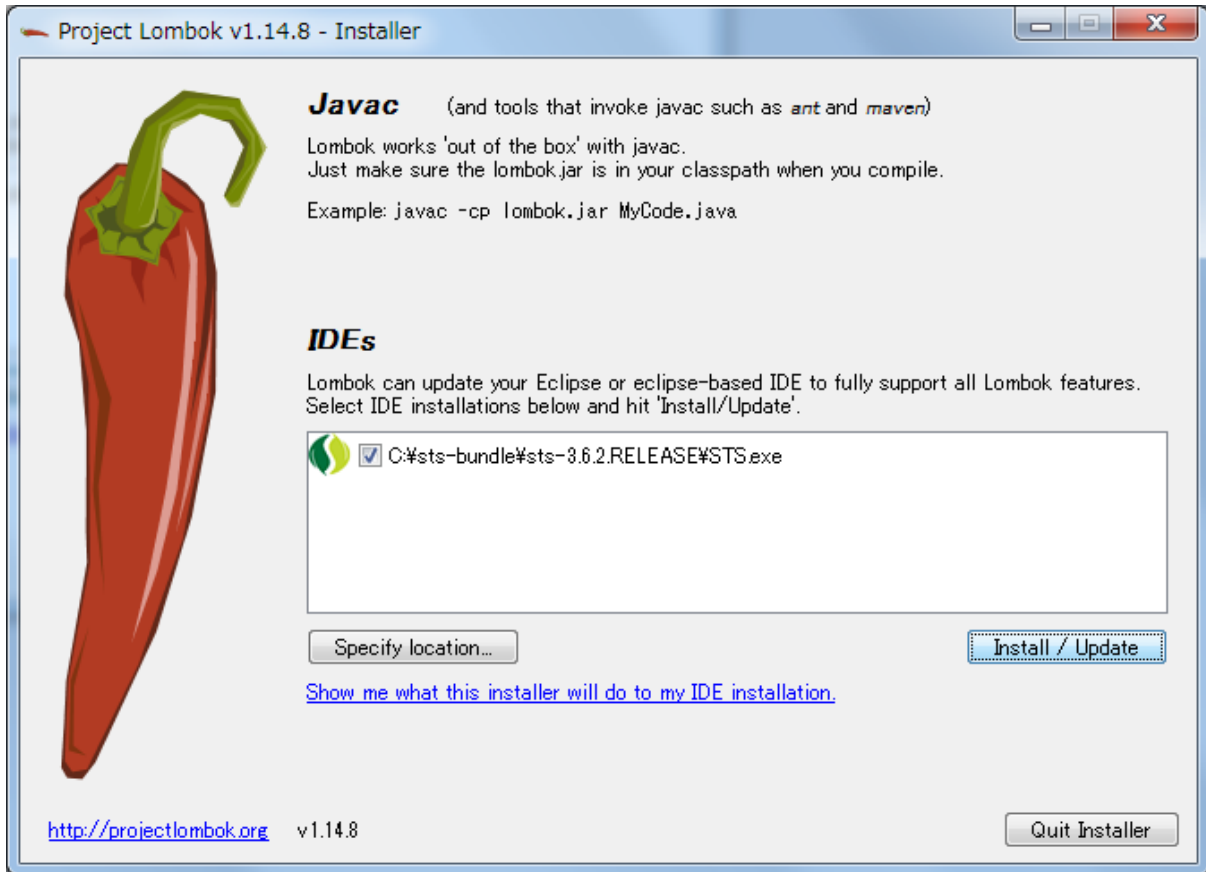 Project Lombok v1.14.8 - Installer
Javac (and tools that invoke javac such as ant and maven)
Lombok works 'out of the box' with javac.
Just make sure the lombok.jar is in your classpath when you compile.
Example: javac -cp lombok.jar MyCode.java
IDEs
Lombok can update your Eclipse or eclipse-based IDE to fully support all Lombok features.
Select IDE installations below and hit 'Install/Update'.
C:¥sts-bundle¥sts-3.6.2.RELEASE¥STS.exe
Specify location...
Install / Update
Show me what this installer will do to my IDE installation.
http://projectlombok.org v1.14.8
Quit Installer